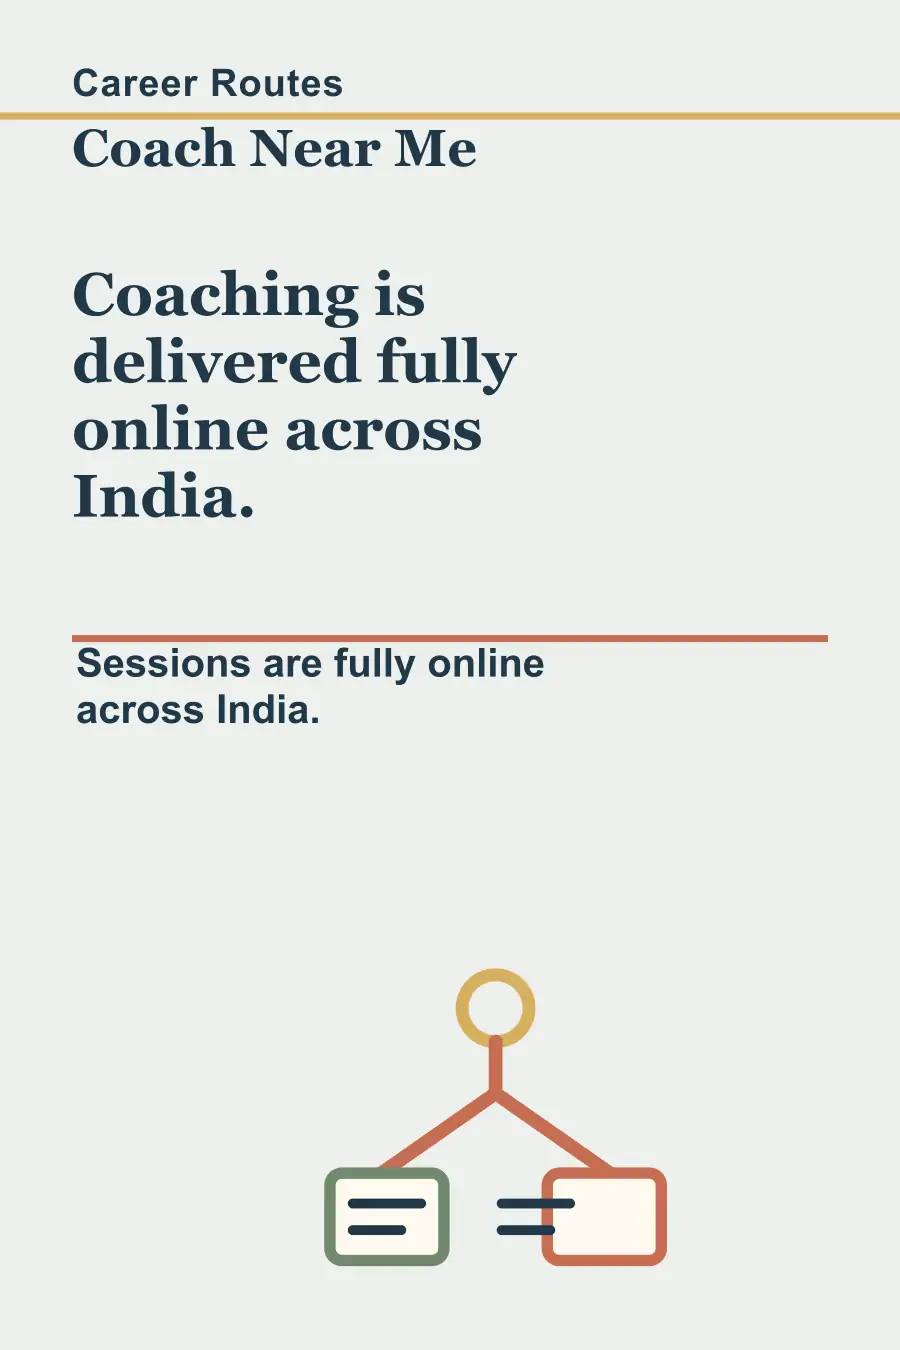 Career Routes
Coach Near Me
Coaching is
delivered fully
online across
India.
Sessions are fully online
across India.